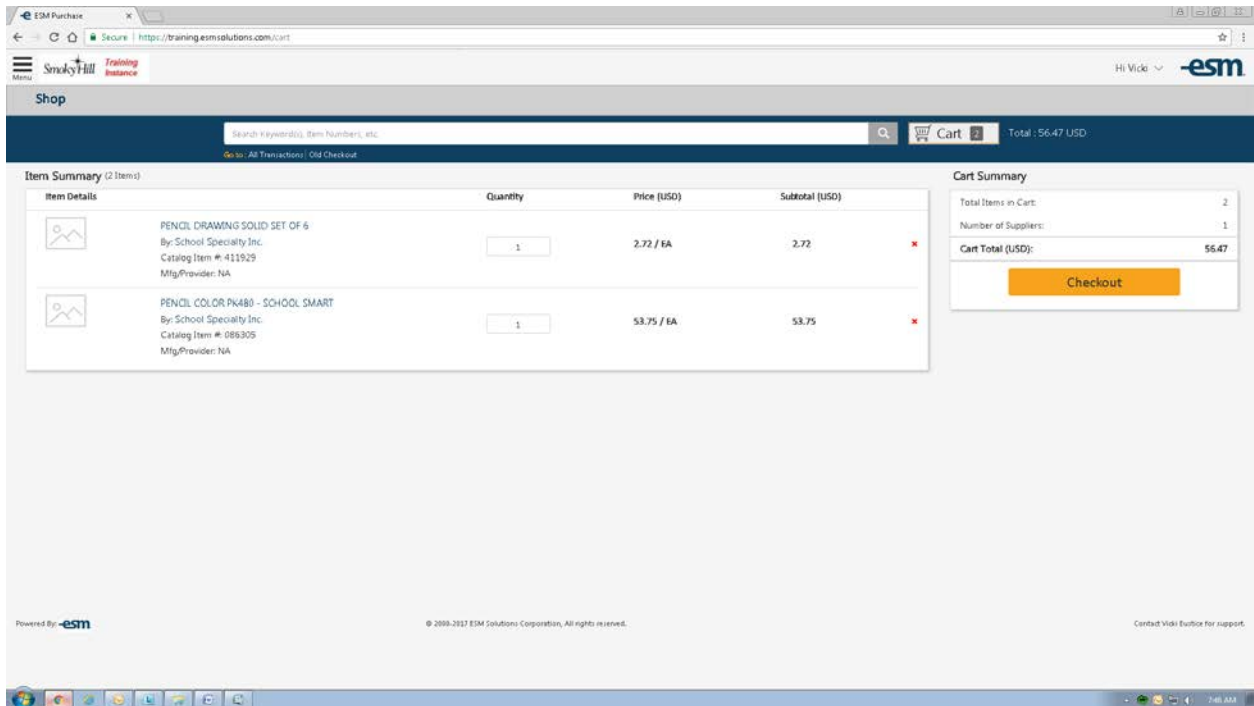 ESM Purchase
Secure https://training.esmsolutions.com/cart
Menu
Smoky Hill Training Instance
Hi Vicki
esm
Shop
Search Keyword(s), Item Numbers, etc.
Cart 2 Total : 56.47 USD
Go to : All Transactions | Old Checkout
Item Summary (2 Items)
Item Details Quantity Price (USD) Subtotal (USD)
PENCIL DRAWING SOLID SET OF 6
By: School Specialty Inc.
Catalog Item #: 411929
Mfg/Provider: NA
1 2.72 / EA 2.72
PENCIL COLOR PK480 - SCHOOL SMART
By: School Specialty Inc.
Catalog Item #: 086305
Mfg/Provider: NA
1 53.75 / EA 53.75
Cart Summary
Total Items in Cart: 2
Number of Suppliers: 1
Cart Total (USD): 56.47
Checkout
Powered By: esm
© 2000-2017 ESM Solutions Corporation, All rights reserved.
Contact Vicki Eustice for support.
7:46 AM